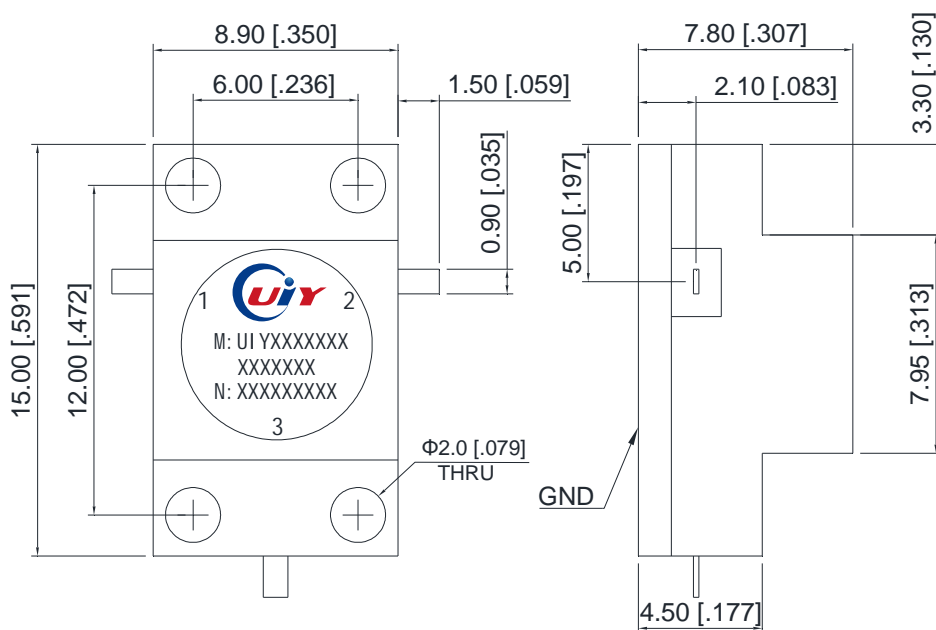 8.90 [.350]
7.80 [.307]
6.00 [.236]
1.50 [.059]
2.10 [.083]
3.30 [.130]
0.90 [.035]
5.00 [.197]
15.00 [.591]
12.00 [.472]
7.95 [.313]
UiY
1
2
M: UIYXXXXXXX
XXXXXXX
N: XXXXXXXXX
3
Φ2.0 [.079]
THRU
GND
4.50 [.177]